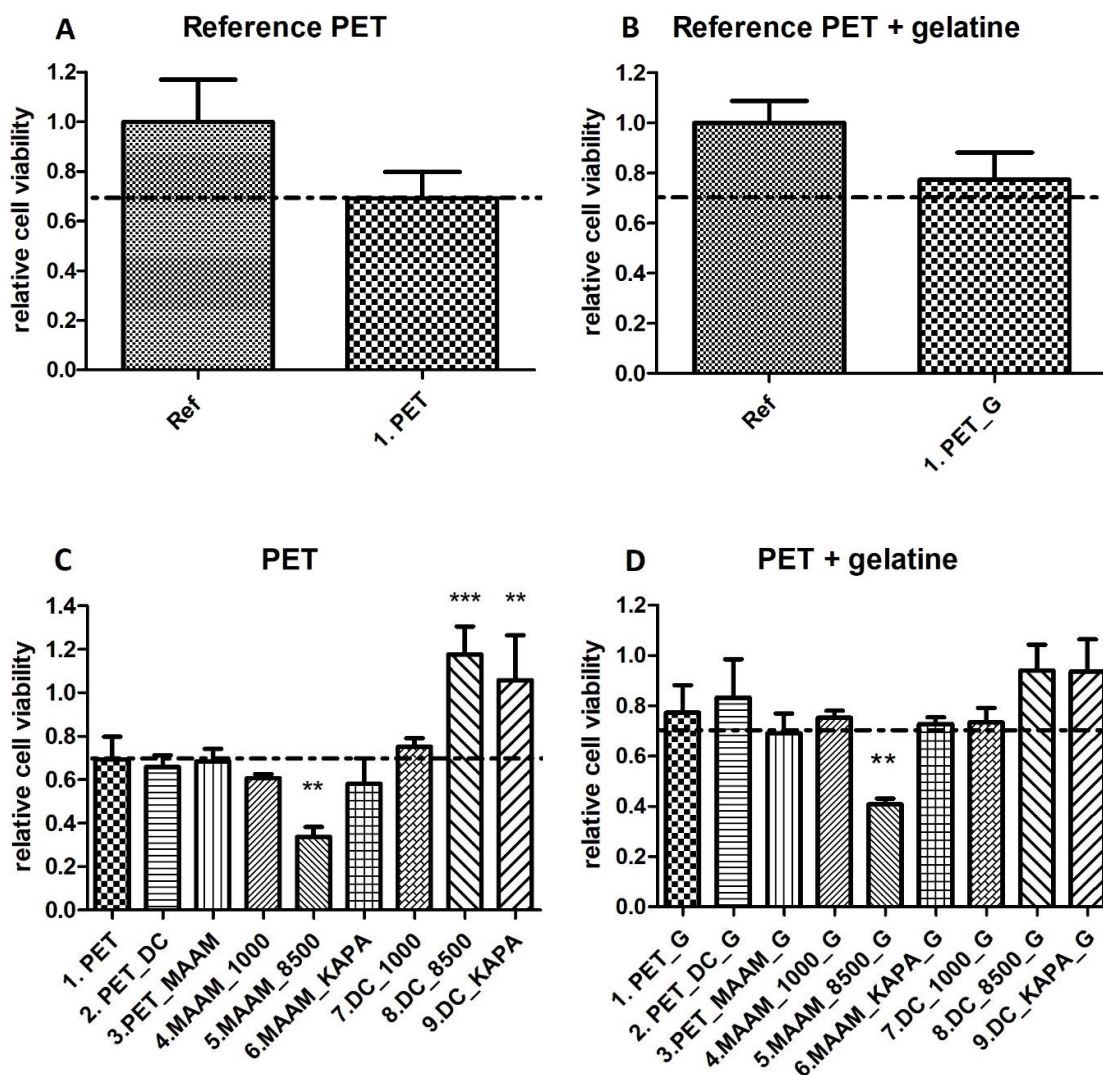 A
Reference PET
relative cell viability
1.2
1.0
0.8
0.6
0.4
0.2
0.0
Ref
1. PET
B
Reference PET + gelatine
relative cell viability
1.2
1.0
0.8
0.6
0.4
0.2
0.0
Ref
1. PET_G
C
PET
relative cell viability
1.4
1.2
1.0
0.8
0.6
0.4
0.2
0.0
**
***
**
1. PET
2. PET_DC
3.PET_MAAM
4.MAAM_1000
5.MAAM_8500
6.MAAM_KAPA
7.DC_1000
8.DC_8500
9.DC_KAPA
D
PET + gelatine
relative cell viability
1.2
1.0
0.8
0.6
0.4
0.2
0.0
**
1. PET_G
2. PET_DC_G
3.PET_MAAM_G
4.MAAM_1000_G
5.MAAM_8500_G
6.MAAM_KAPA_G
7.DC_1000_G
8.DC_8500_G
9.DC_KAPA_G